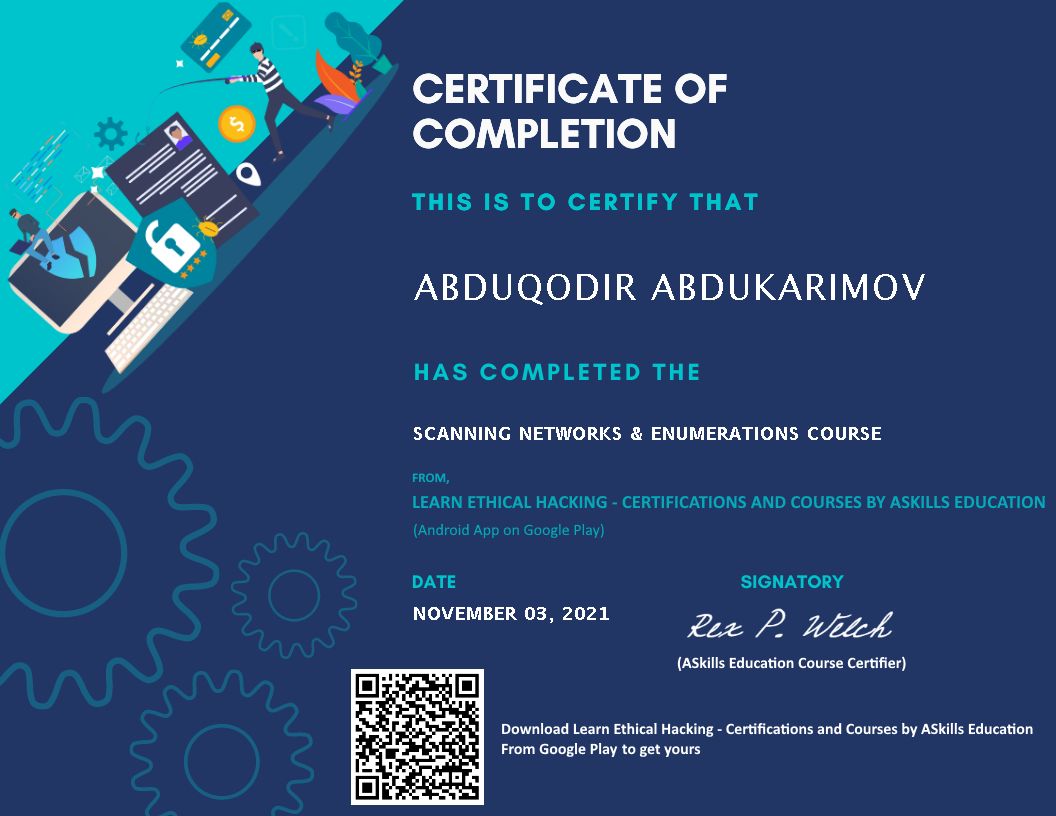 CERTIFICATE OF
COMPLETION
THIS IS TO CERTIFY THAT
ABDUQODIR ABDUKARIMOV
HAS COMPLETED THE
SCANNING NETWORKS & ENUMERATIONS COURSE
FROM,
LEARN ETHICAL HACKING - CERTIFICATIONS AND COURSES BY ASKILLS EDUCATION
(Android App on Google Play)
DATE
SIGNATORY
NOVEMBER 03, 2021
Rex P. Welch
(ASkills Education Course Certifier)
Download Learn Ethical Hacking - Certifications and Courses by ASkills Education
From Google Play to get yours